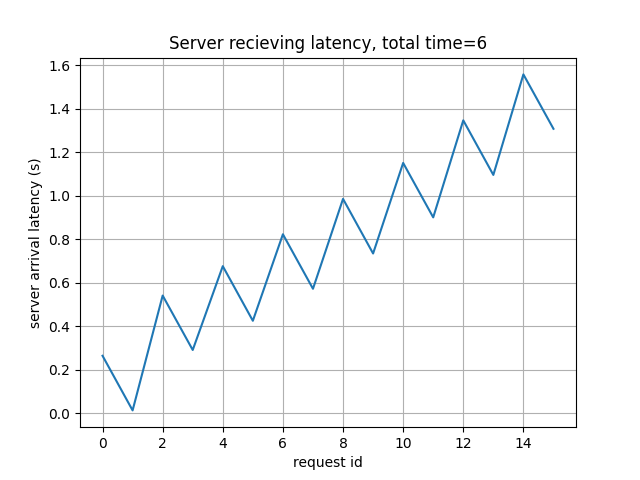 Server recieving latency, total time=6
1.6
1.4
1.2
1.0
0.8
0.6
0.4
0.2
0.0
server arrival latency (s)
0 2 4 6 8 10 12 14
request id